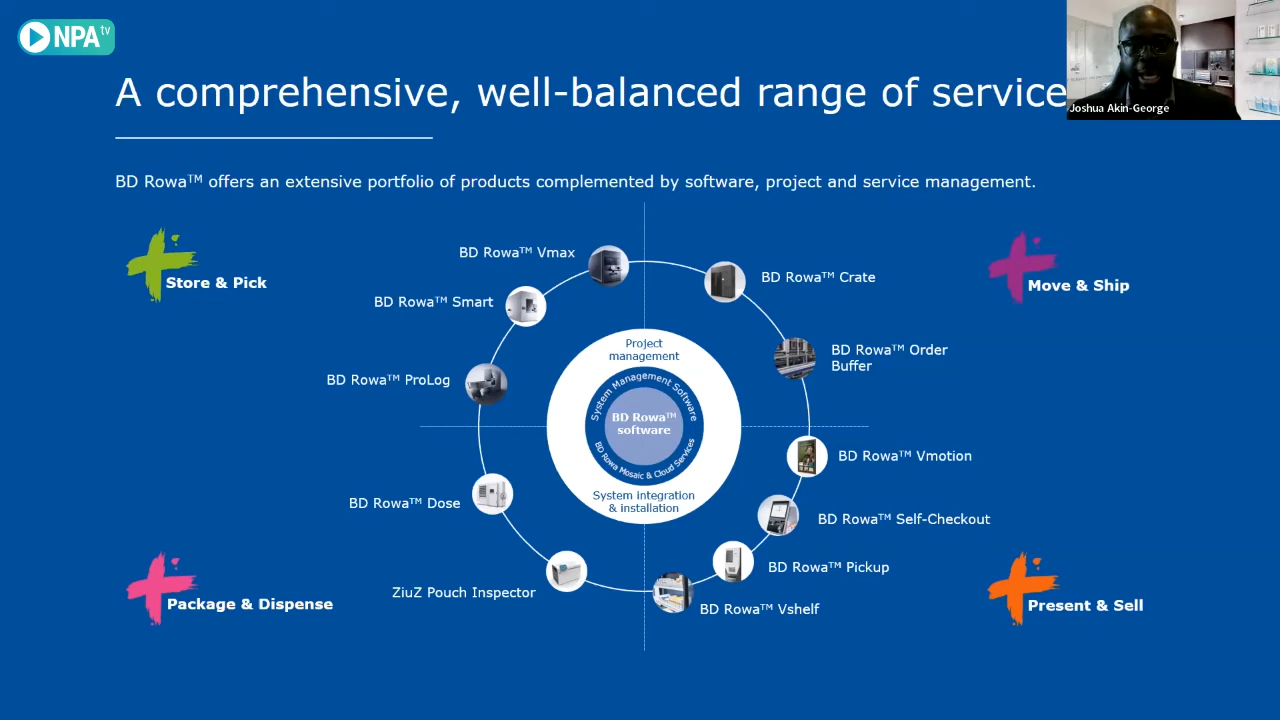 NPA tv
A comprehensive, well-balanced range of service
Joshua Akin-George
BD Rowa™ offers an extensive portfolio of products complemented by software, project and service management.
Store & Pick
Move & Ship
BD Rowa™ Vmax
BD Rowa™ Smart
BD Rowa™ ProLog
BD Rowa™ Crate
BD Rowa™ Order
Buffer
Project
management
System Management Software
BD Rowa™
software
BD Rowa Mosaic & Cloud Services
System integration
& installation
BD Rowa™ Vmotion
BD Rowa™ Self-Checkout
BD Rowa™ Pickup
BD Rowa™ Vshelf
BD Rowa™ Dose
ZiuZ Pouch Inspector
Package & Dispense
Present & Sell